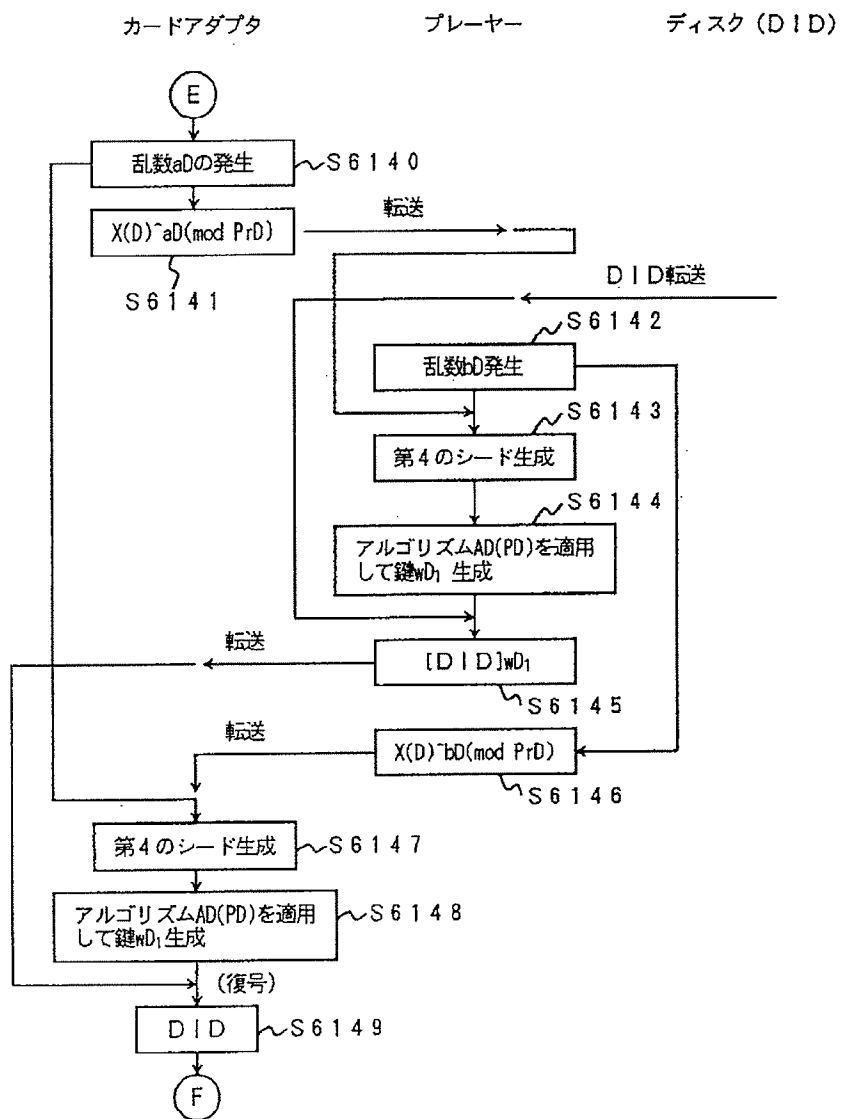 カードアダプタ
プレーヤー
ディスク（ＤＩＤ）
E
乱数aDの発生
Ｓ６１４０
X(D)^aD(mod PrD)
転送
Ｓ６１４１
ＤＩＤ転送
Ｓ６１４２
乱数bD発生
Ｓ６１４３
第4のシード生成
Ｓ６１４４
アルゴリズムAD(PD)を適用
して鍵wD₁ 生成
転送
[ＤＩＤ]wD₁
Ｓ６１４５
転送
X(D)^bD(mod PrD)
Ｓ６１４６
第4のシード生成
Ｓ６１４７
アルゴリズムAD(PD)を適用
して鍵wD₁生成
Ｓ６１４８
(復号)
ＤＩＤ
Ｓ６１４９
F